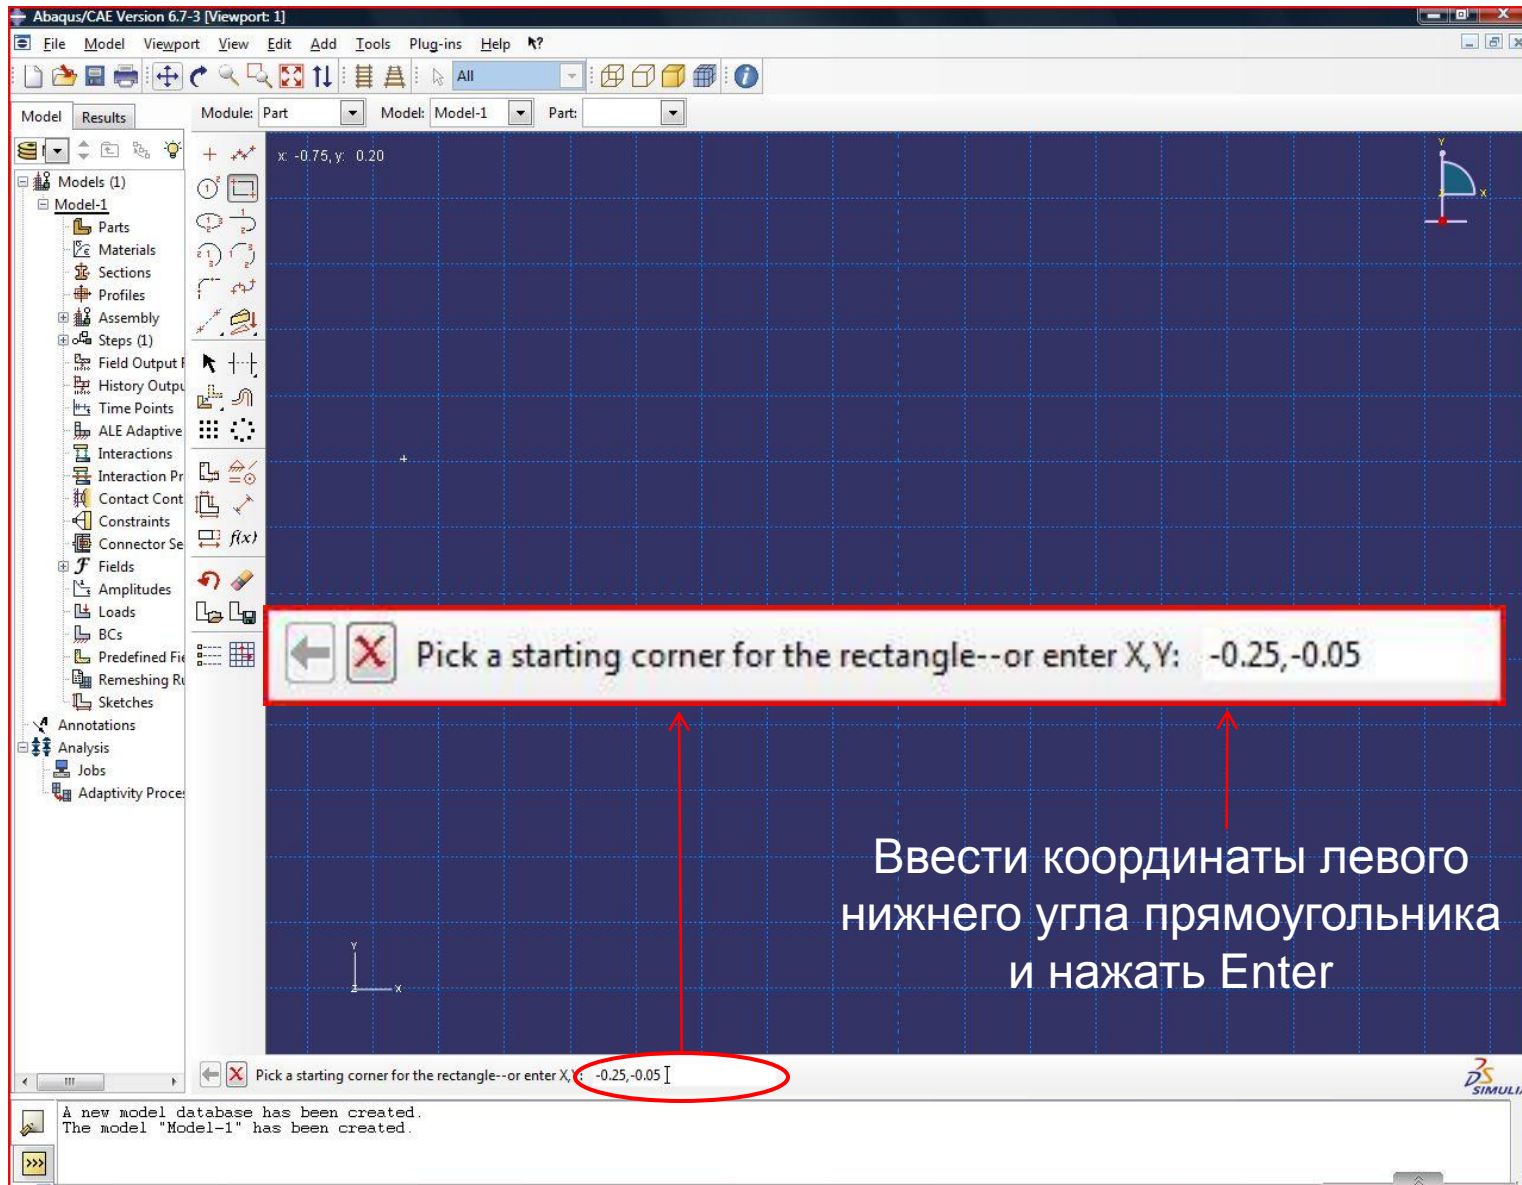 Abaqus/CAE Version 6.7-3 [Viewport: 1]
File Model Viewport View Edit Add Tools Plug-ins Help
All
Model Results Module: Part Model: Model-1 Part:
x: -0.75, y: 0.20
Models (1)
Model-1
Parts
Materials
Sections
Profiles
Assembly
Steps (1)
Field Output
History Outpu
Time Points
ALE Adaptive
Interactions
Interaction Pr
Contact Cont
Constraints
Connector Se
Fields
Amplitudes
Loads
BCs
Predefined Fie
Remeshing Ru
Sketches
Annotations
Analysis
Jobs
Adaptivity Proce
f(x)
Y
X
Z
Pick a starting corner for the rectangle--or enter X,Y: -0.25,-0.05
Ввести координаты левого
нижнего угла прямоугольника
и нажать Enter
Y
Z X
Pick a starting corner for the rectangle--or enter X,Y: -0.25,-0.05
SIMULIA
A new model database has been created.
The model "Model-1" has been created.
>>>